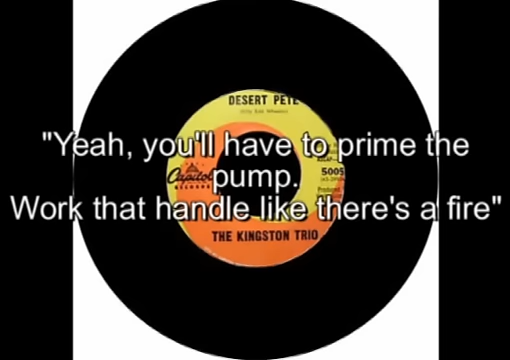 DESERT PETE
"Yeah, you'll have to prime the
pump.
Capitol
RECORDS
5005
Work that handle like there's a fire"
THE KINGSTON TRIO